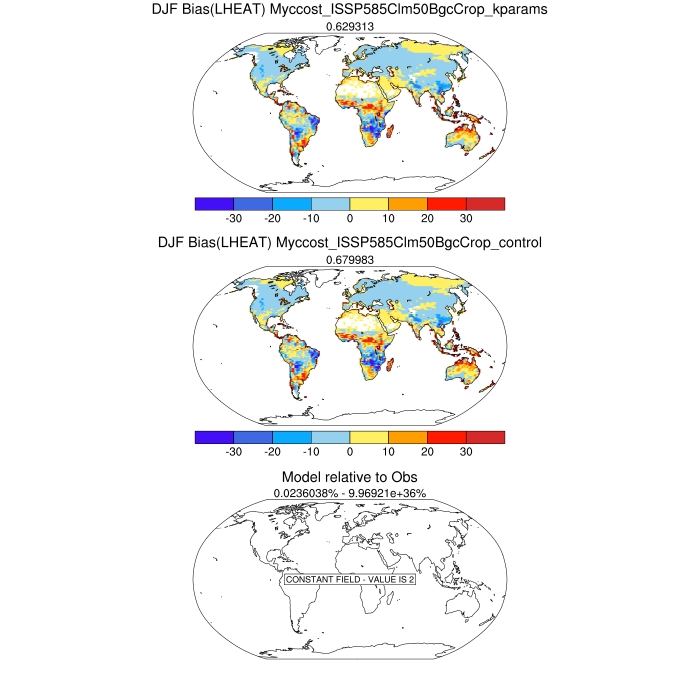 DJF Bias(LHEAT) Myccost_ISSP585Clm50BgcCrop_kparams
0.629313
-30 -20 -10 0 10 20 30
DJF Bias(LHEAT) Myccost_ISSP585Clm50BgcCrop_control
0.679983
-30 -20 -10 0 10 20 30
Model relative to Obs
0.0236038% - 9.96921e+36%
CONSTANT FIELD - VALUE IS 2